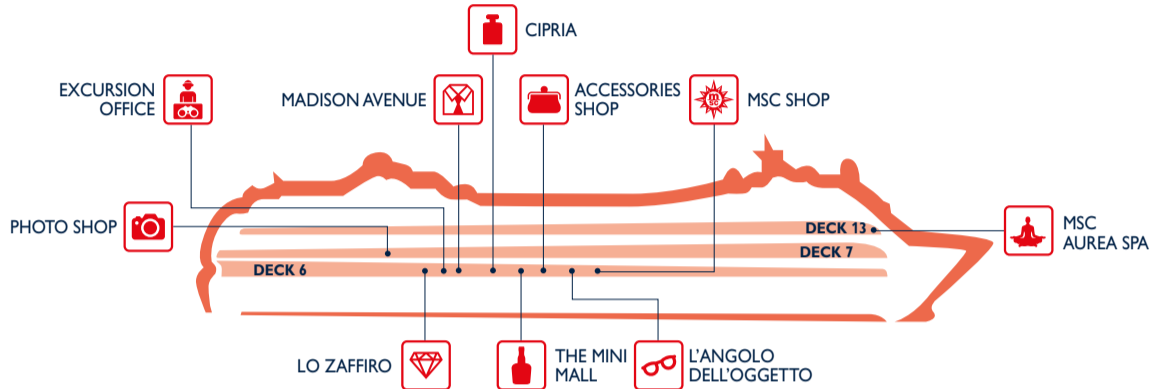 CIPRIA
EXCURSION
OFFICE
MADISON AVENUE
ACCESSORIES
SHOP
msc
MSC SHOP
PHOTO SHOP
DECK 13
MSC
AUREA SPA
DECK 7
DECK 6
LO ZAFFIRO
THE MINI
MALL
L'ANGOLO
DELL'OGGETTO